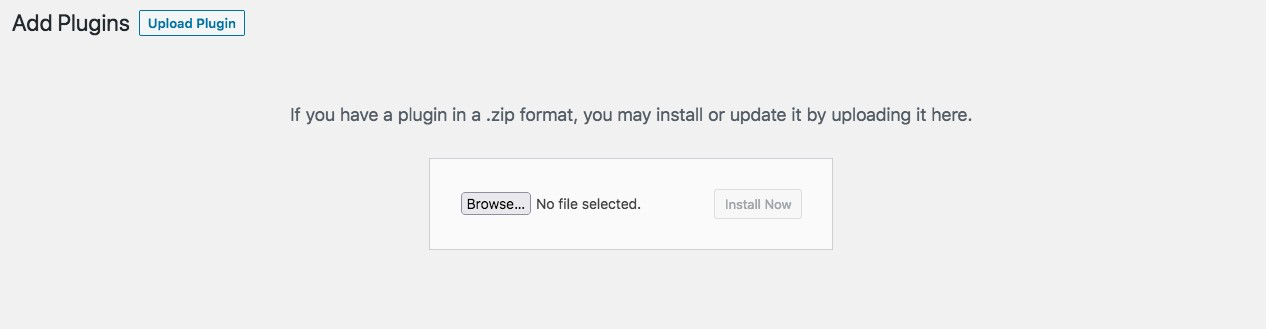 Add Plugins Upload Plugin
If you have a plugin in a .zip format, you may install or update it by uploading it here.
Browse... No file selected. Install Now